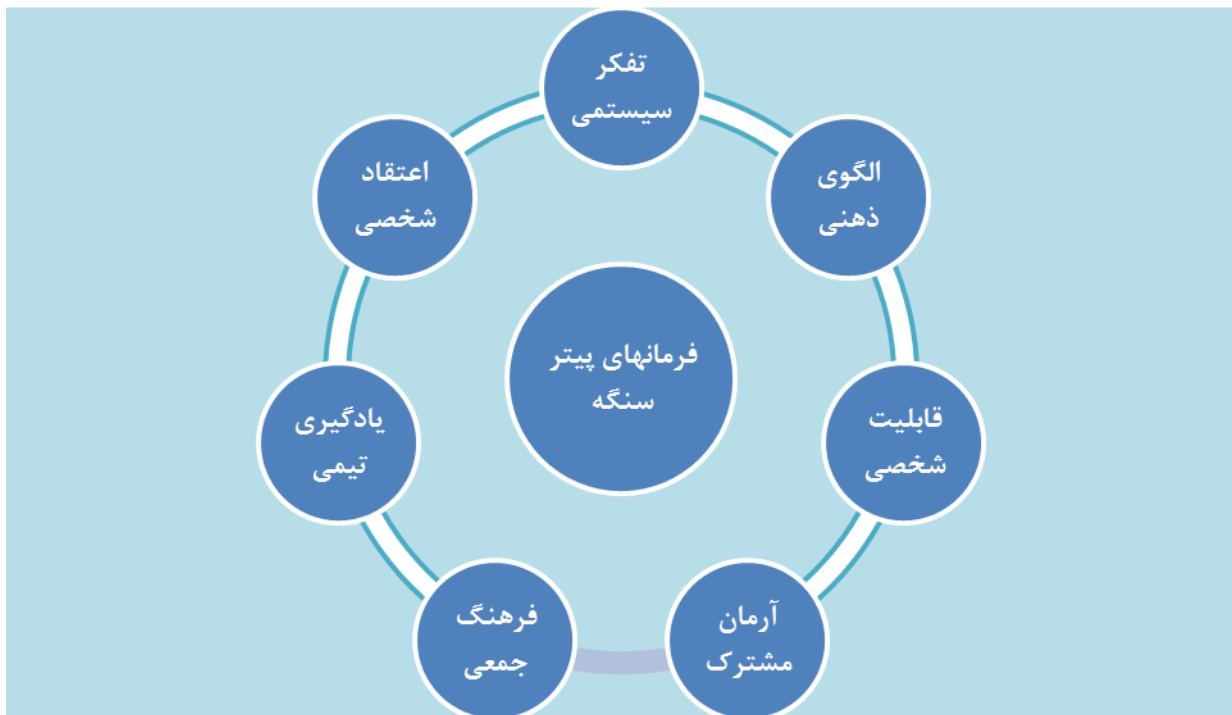 تفکر
سیستمی
الگوی
ذهنی
قابلیت
شخصی
آرمان
مشترک
فرهنگ
جمعی
یادگیری
تیمی
اعتقاد
شخصی
فرمانهای پیتر
سنگه